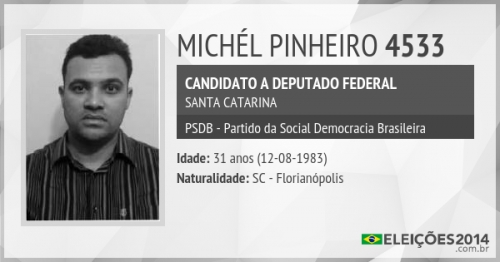 MICHÉL PINHEIRO 4533
CANDIDATO A DEPUTADO FEDERAL
SANTA CATARINA
PSDB - Partido da Social Democracia Brasileira
Idade: 31 anos (12-08-1983)
Naturalidade: SC - Florianópolis
ELEIÇÕES2014
.com.br